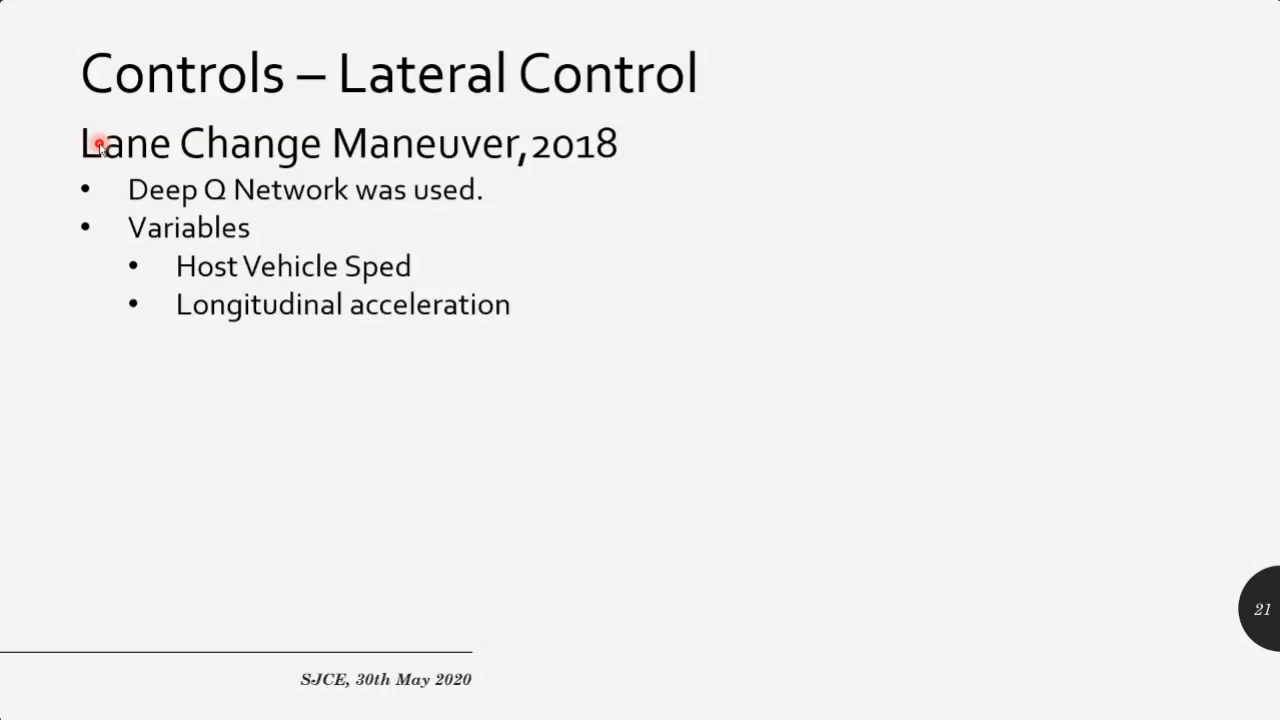 Controls – Lateral Control
Lane Change Maneuver,2018
• Deep Q Network was used.
• Variables
• Host Vehicle Sped
• Longitudinal acceleration
21
SJCE, 30th May 2020